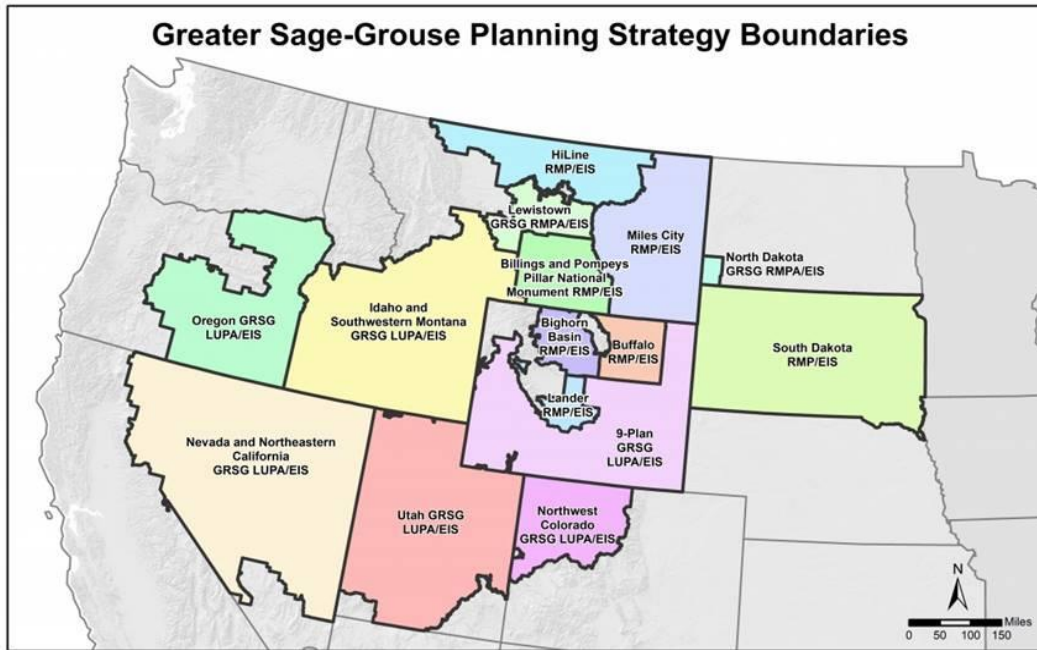 Greater Sage-Grouse Planning Strategy Boundaries
HiLine
RMP/EIS
Lewistown
GRSG RMPA/EIS
Miles City
RMP/EIS
North Dakota
GRSG RMPA/EIS
Billings and Pompeys
Pillar National
Monument RMP/EIS
Idaho and
Southwestern Montana
GRSG LUPA/EIS
Oregon GRSG
LUPA/EIS
Bighorn
Basin
RMP/EIS
Buffalo
RMP/EIS
South Dakota
RMP/EIS
Lander
RMP/EIS
9-Plan
GRSG
LUPA/EIS
Nevada and Northeastern
California
GRSG LUPA/EIS
Utah GRSG
LUPA/EIS
Northwest
Colorado
GRSG LUPA/EIS
N
Miles
0 50 100 150